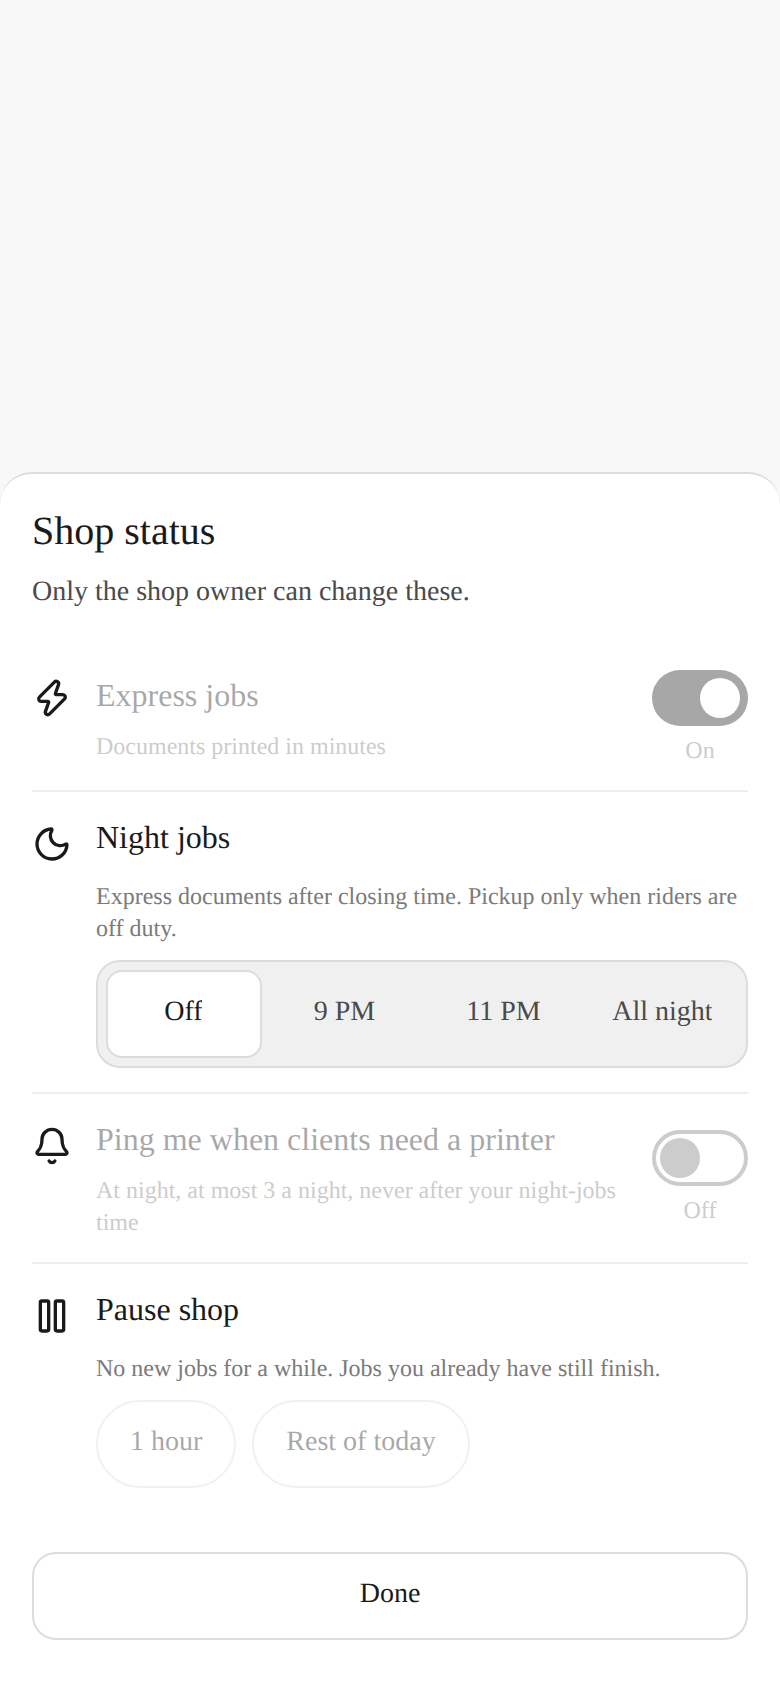 Shop status
Only the shop owner can change these.
Express jobs
Documents printed in minutes
On
Night jobs
Express documents after closing time. Pickup only when riders are
off duty.
Off
9 PM
11 PM
All night
Ping me when clients need a printer
At night, at most 3 a night, never after your night-jobs
time
Off
Pause shop
No new jobs for a while. Jobs you already have still finish.
1 hour
Rest of today
Done